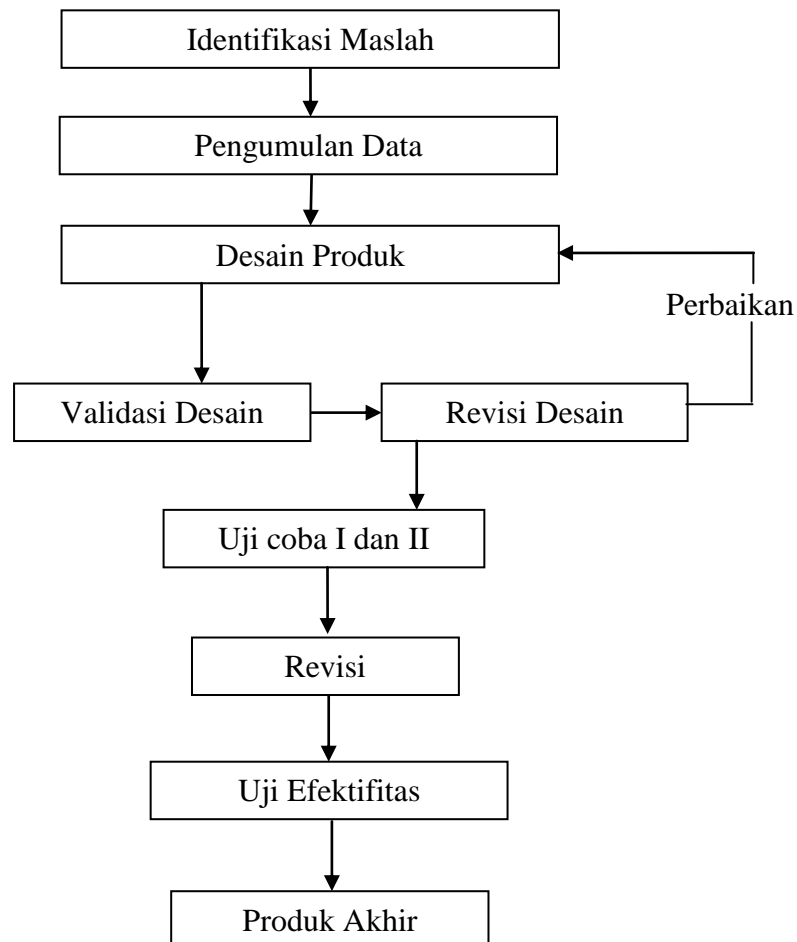 Identifikasi Maslah
Pengumulan Data
Desain Produk
Perbaikan
Validasi Desain
Revisi Desain
Uji coba I dan II
Revisi
Uji Efektifitas
Produk Akhir